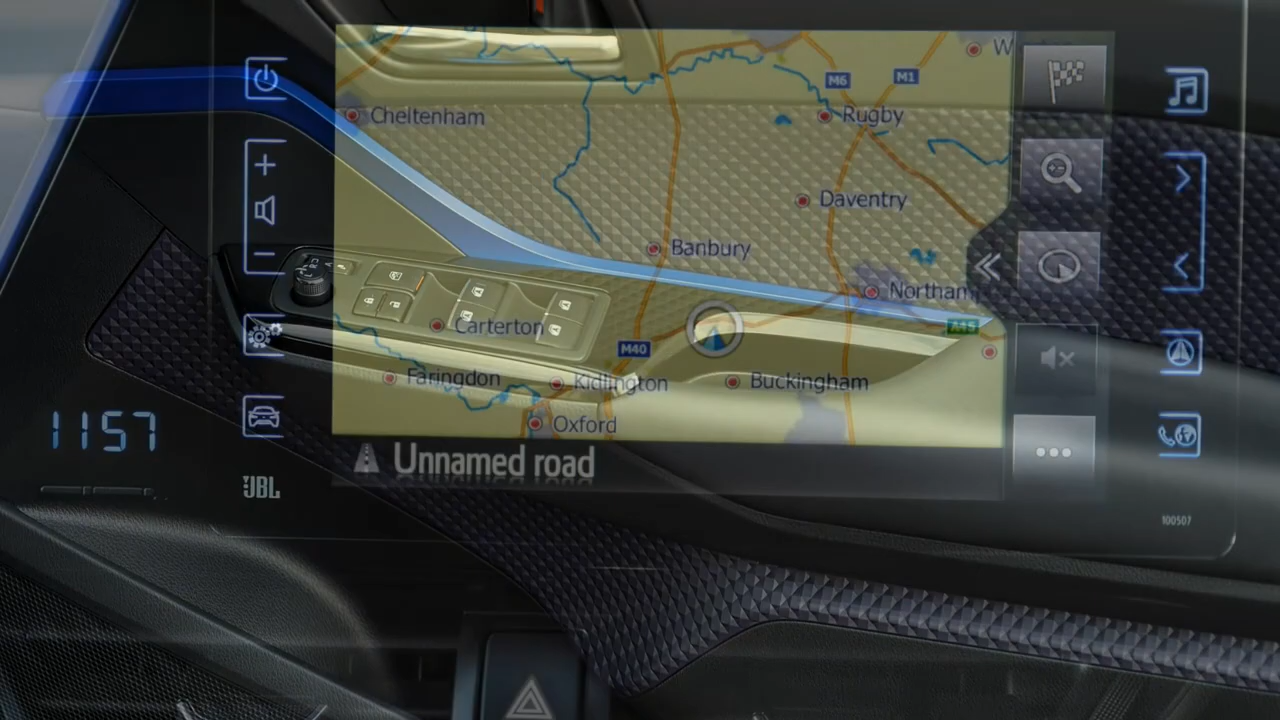 M6
M1
Cheltenham
Rugby
Daventry
Banbury
Northam
Carterton
M40
Faringdon
Kidlington
Buckingham
Oxford
Unnamed road
1157
JBL
100507